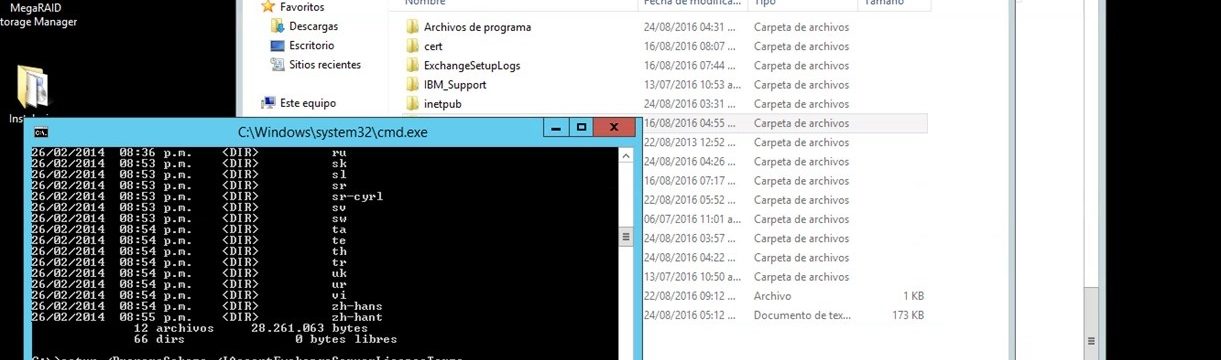 MegaRAID
torage Manager
Favoritos
Descargas
Escritorio
Sitios recientes
Este equipo
Nombre Fecha de modifica... Tipo Tamaño
Archivos de programa 24/08/2016 04:31 ... Carpeta de archivos
cert 16/08/2016 08:07 ... Carpeta de archivos
ExchangeSetupLogs 16/08/2016 07:44 ... Carpeta de archivos
IBM_Support 13/07/2016 10:53 a... Carpeta de archivos
inetpub 24/08/2016 03:31 ... Carpeta de archivos
16/08/2016 04:55 ... Carpeta de archivos
22/08/2013 12:52 ... Carpeta de archivos
24/08/2016 04:26 ... Carpeta de archivos
16/08/2016 07:17 ... Carpeta de archivos
22/08/2016 05:52 ... Carpeta de archivos
06/07/2016 11:01 a... Carpeta de archivos
24/08/2016 03:57 ... Carpeta de archivos
24/08/2016 04:22 ... Carpeta de archivos
13/07/2016 10:50 a... Carpeta de archivos
22/08/2016 09:12 ... Archivo 1 KB
24/08/2016 05:12 ... Documento de tex... 173 KB
C:\Windows\system32\cmd.exe
26/02/2014 08:36 p.m. <DIR> ru
26/02/2014 08:53 p.m. <DIR> sk
26/02/2014 08:53 p.m. <DIR> sl
26/02/2014 08:53 p.m. <DIR> sr
26/02/2014 08:53 p.m. <DIR> sr-cyrl
26/02/2014 08:53 p.m. <DIR> sv
26/02/2014 08:53 p.m. <DIR> sw
26/02/2014 08:54 p.m. <DIR> ta
26/02/2014 08:54 p.m. <DIR> te
26/02/2014 08:54 p.m. <DIR> th
26/02/2014 08:54 p.m. <DIR> tr
26/02/2014 08:54 p.m. <DIR> uk
26/02/2014 08:54 p.m. <DIR> ur
26/02/2014 08:54 p.m. <DIR> vi
26/02/2014 08:54 p.m. <DIR> zh-hans
26/02/2014 08:55 p.m. <DIR> zh-hant
12 archivos 28.261.063 bytes
66 dirs 0 bytes libres